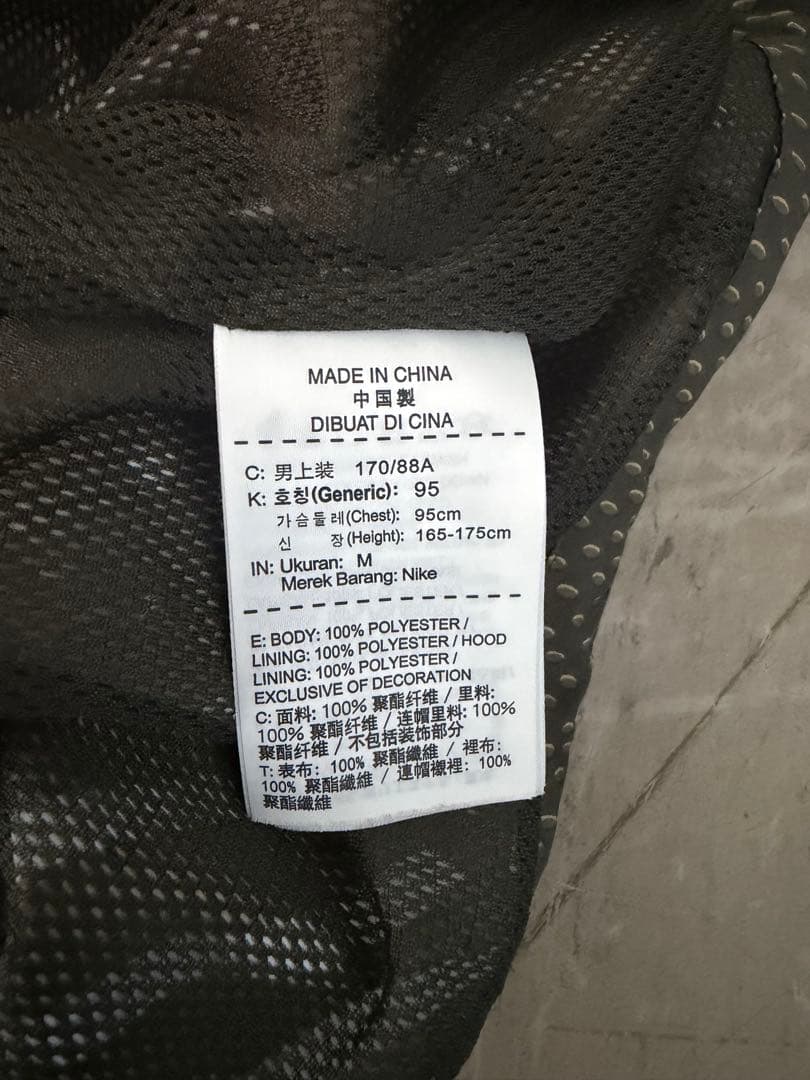 MADE IN CHINA
中国製
DIBUAT DI CINA
C: 男上装 170/88A
K: 호칭(Generic): 95
가슴둘레(Chest): 95cm
신 장(Height): 165-175cm
IN: Ukuran: M
Merek Barang: Nike
E: BODY: 100% POLYESTER /
LINING: 100% POLYESTER / HOOD
LINING: 100% POLYESTER /
EXCLUSIVE OF DECORATION
C: 面料: 100% 聚酯纤维 / 里料:
100% 聚酯纤维 / 连帽里料: 100%
聚酯纤维 / 不包括装饰部分
T: 表布: 100% 聚酯纖維 / 裡布:
100% 聚酯纖維 / 連帽襯裡: 100%
聚酯纖維